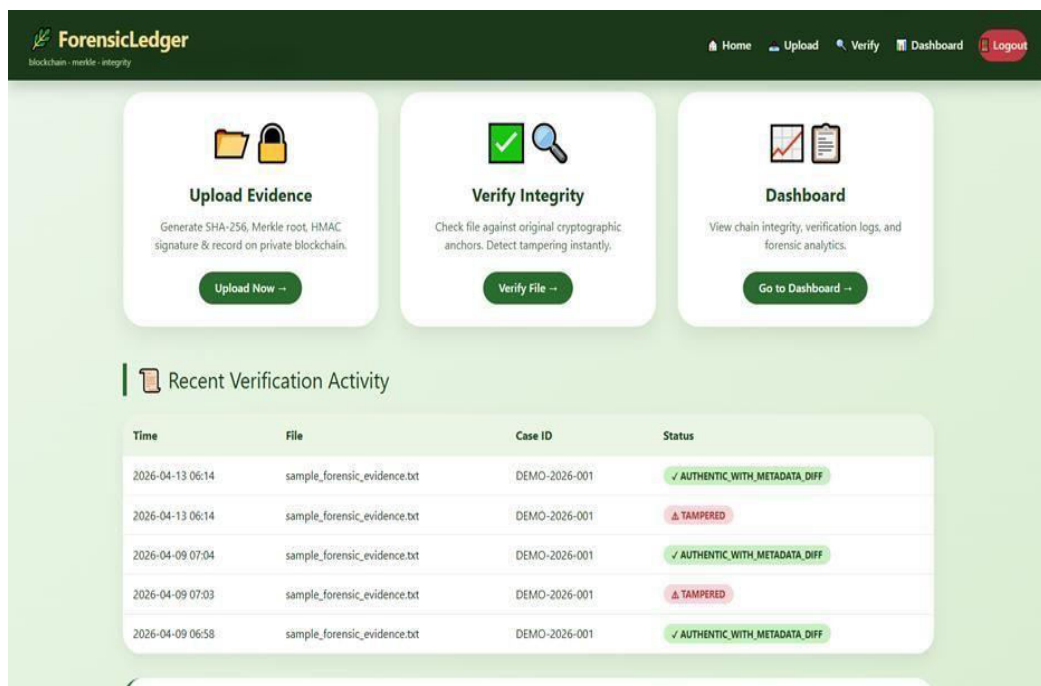 ForensicLedger
blockchain - merkle - integrity
Home Upload Verify Dashboard Logout
Upload Evidence
Generate SHA-256, Merkle root, HMAC
signature & record on private blockchain.
Upload Now →
Verify Integrity
Check file against original cryptographic
anchors. Detect tampering instantly.
Verify File →
Dashboard
View chain integrity, verification logs, and
forensic analytics.
Go to Dashboard →
Recent Verification Activity
Time File Case ID Status
2026-04-13 06:14 sample_forensic_evidence.txt DEMO-2026-001 ✓ AUTHENTIC_WITH_METADATA_DIFF
2026-04-13 06:14 sample_forensic_evidence.txt DEMO-2026-001 ⚠ TAMPERED
2026-04-09 07:04 sample_forensic_evidence.txt DEMO-2026-001 ✓ AUTHENTIC_WITH_METADATA_DIFF
2026-04-09 07:03 sample_forensic_evidence.txt DEMO-2026-001 ⚠ TAMPERED
2026-04-09 06:58 sample_forensic_evidence.txt DEMO-2026-001 ✓ AUTHENTIC_WITH_METADATA_DIFF